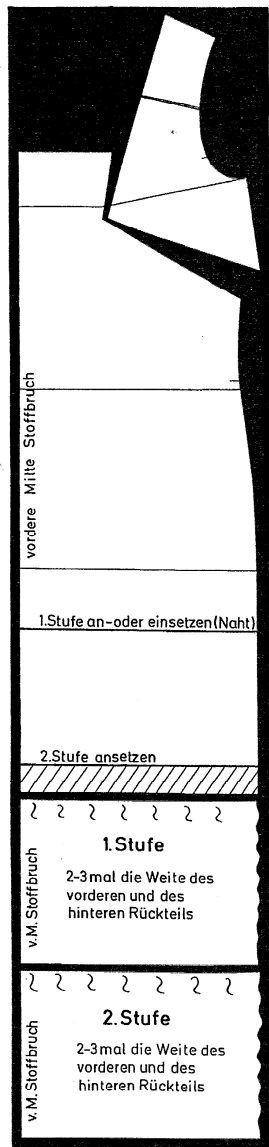 vordere Mitte Stoffbruch
1.Stufe an-oder einsetzen(Naht)
2.Stufe ansetzen
1.Stufe
v.M.Stoffbruch
2-3mal die Weite des
vorderen und des
hinteren Rückteils
2.Stufe
v.M.Stoffbruch
2-3mal die Weite des
vorderen und des
hinteren Rückteils